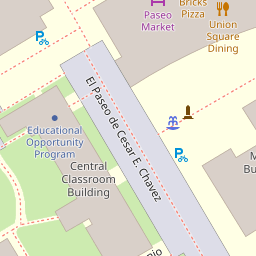 Bricks
Pizza
Paseo
Market
Union
Square
Dining
El Paseo de Cesar E. Chavez
Educational
Opportunity
Program
Central
Classroom
Building